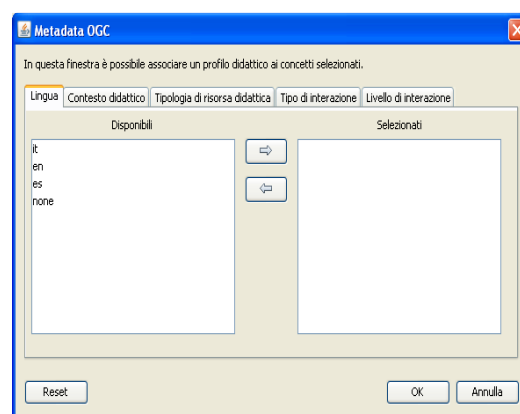 Metadata OGC
In questa finestra è possibile associare un profilo didattico ai concetti selezionati.
Lingua Contesto didattico Tipologia di risorsa didattica Tipo di interazione Livello di interazione
Disponibili Selezionati
it
en
es
none
Reset OK Annulla